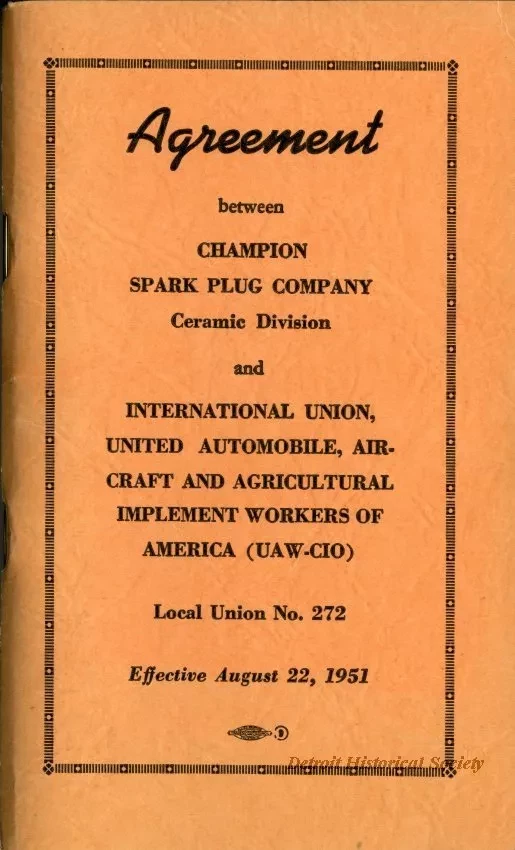 Agreement
between
CHAMPION
SPARK PLUG COMPANY
Ceramic Division
and
INTERNATIONAL UNION,
UNITED AUTOMOBILE, AIR-
CRAFT AND AGRICULTURAL
IMPLEMENT WORKERS OF
AMERICA (UAW-CIO)
Local Union No. 272
Effective August 22, 1951
Detroit Historical Society